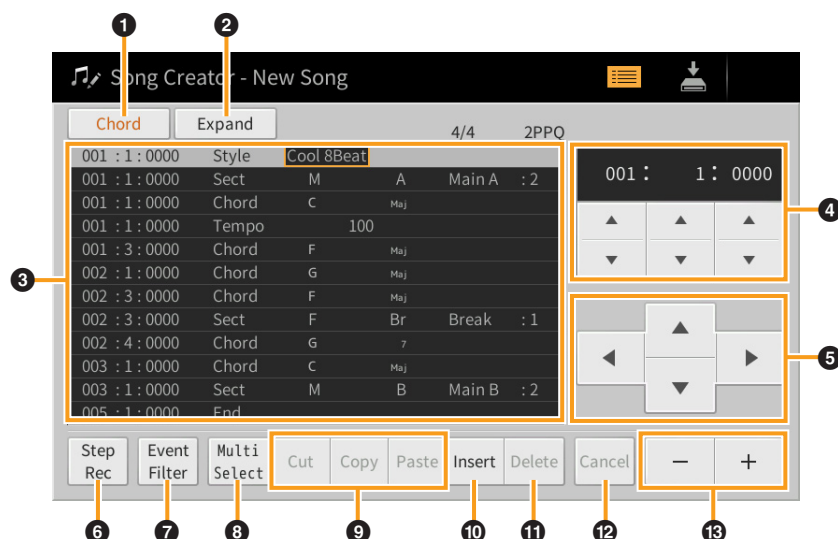 1 2
Song Creator - New Song
Chord Expand 4/4 2PPQ
001 : 1 : 0000 Style Cool 8Beat
001 : 1 : 0000 Sect M A Main A : 2
001 : 1 : 0000 Chord C Maj
001 : 1 : 0000 Tempo 100
001 : 3 : 0000 Chord F Maj
002 : 1 : 0000 Chord G Maj
002 : 3 : 0000 Chord F Maj
002 : 3 : 0000 Sect F Br Break : 1
002 : 4 : 0000 Chord G 7
003 : 1 : 0000 Chord C Maj
003 : 1 : 0000 Sect M B Main B : 2
005 : 1 : 0000 End
3
001 : 1 : 0000
4
5
Step Rec
Event Filter
Multi Select
Cut Copy Paste Insert Delete Cancel − +
6 7 8 9 10 11 12 13